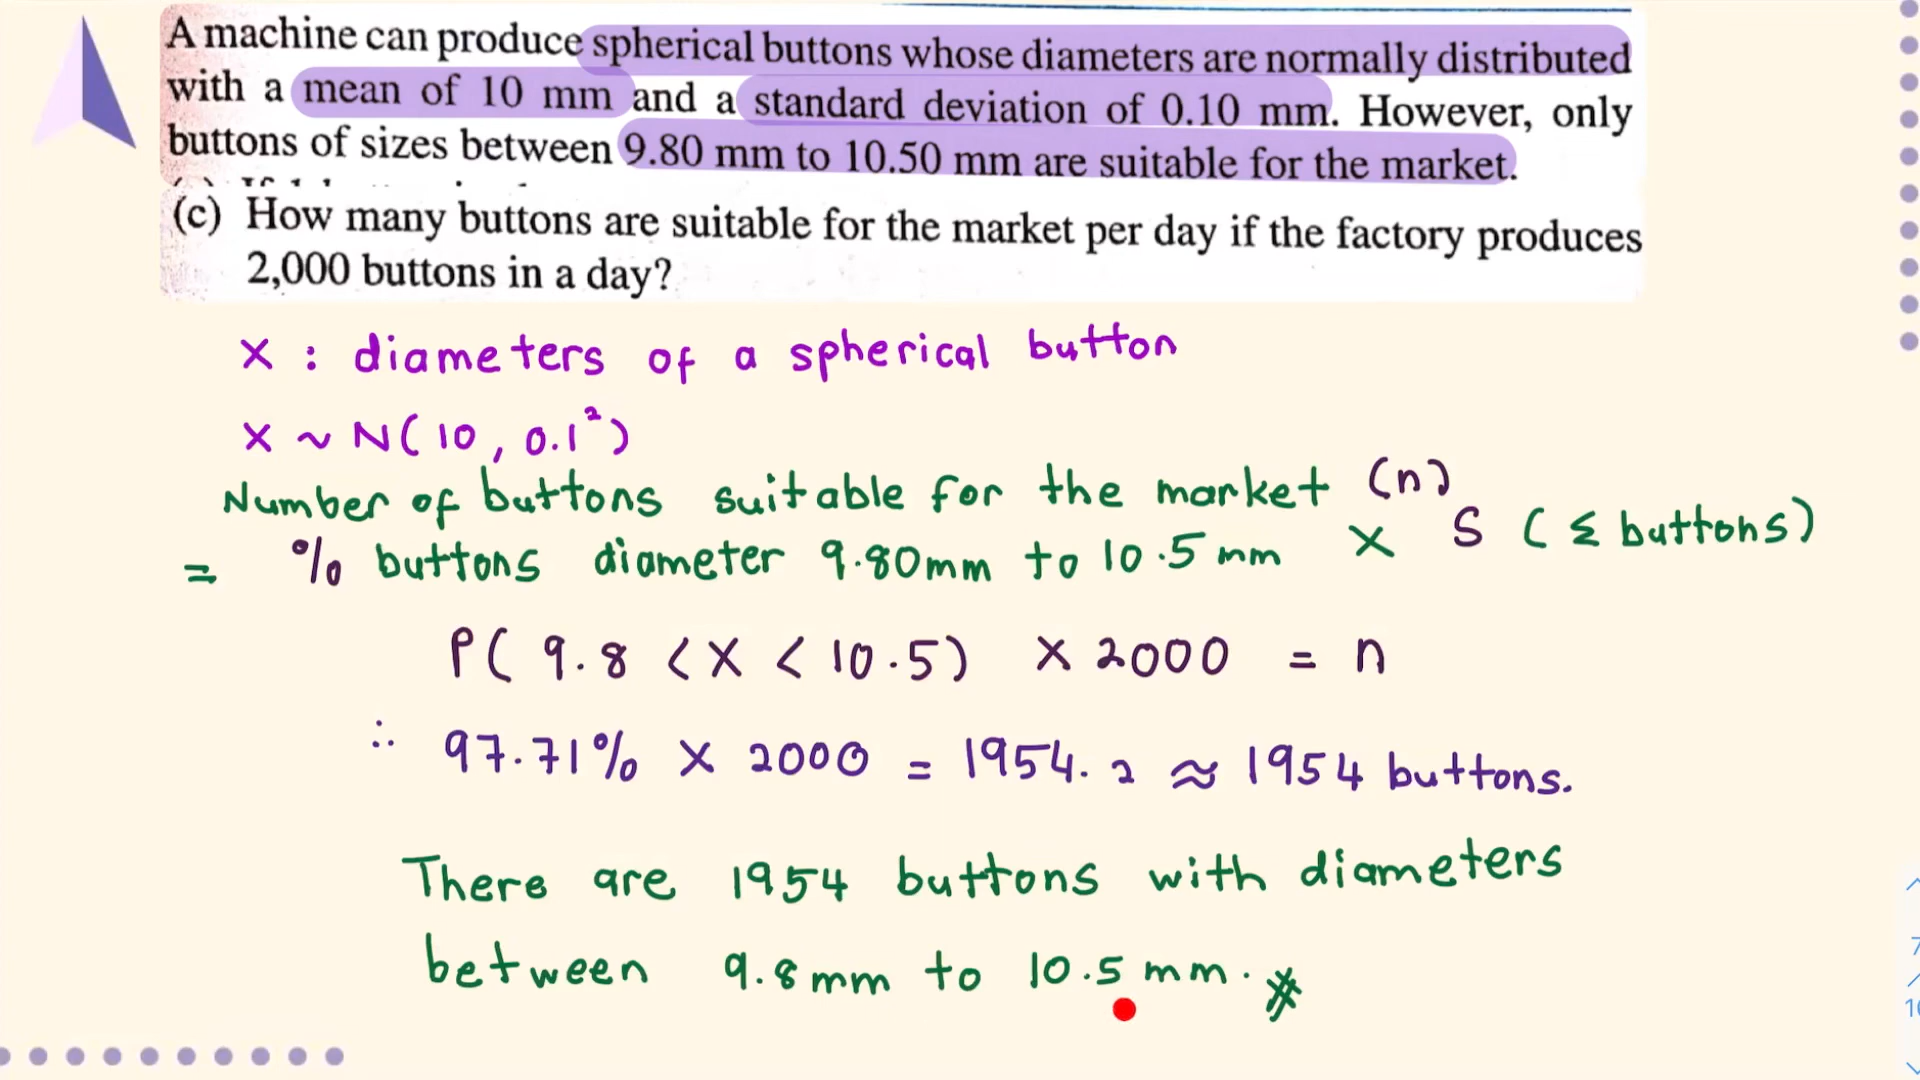 A machine can produce spherical buttons whose diameters are normally distributed
with a mean of 10 mm and a standard deviation of 0.10 mm. However, only
buttons of sizes between 9.80 mm to 10.50 mm are suitable for the market.
(c) How many buttons are suitable for the market per day if the factory produces
2,000 buttons in a day?
X : diameters of a spherical button
X ~ N(10, 0.1²)
Number of buttons suitable for the market (n)
= % buttons diameter 9.80mm to 10.5mm × S (Σ buttons)
P( 9.8 < X < 10.5) × 2000 = n
∴ 97.71% × 2000 = 1954.2 ≈ 1954 buttons.
There are 1954 buttons with diameters
between 9.8mm to 10.5 mm. #
7
/